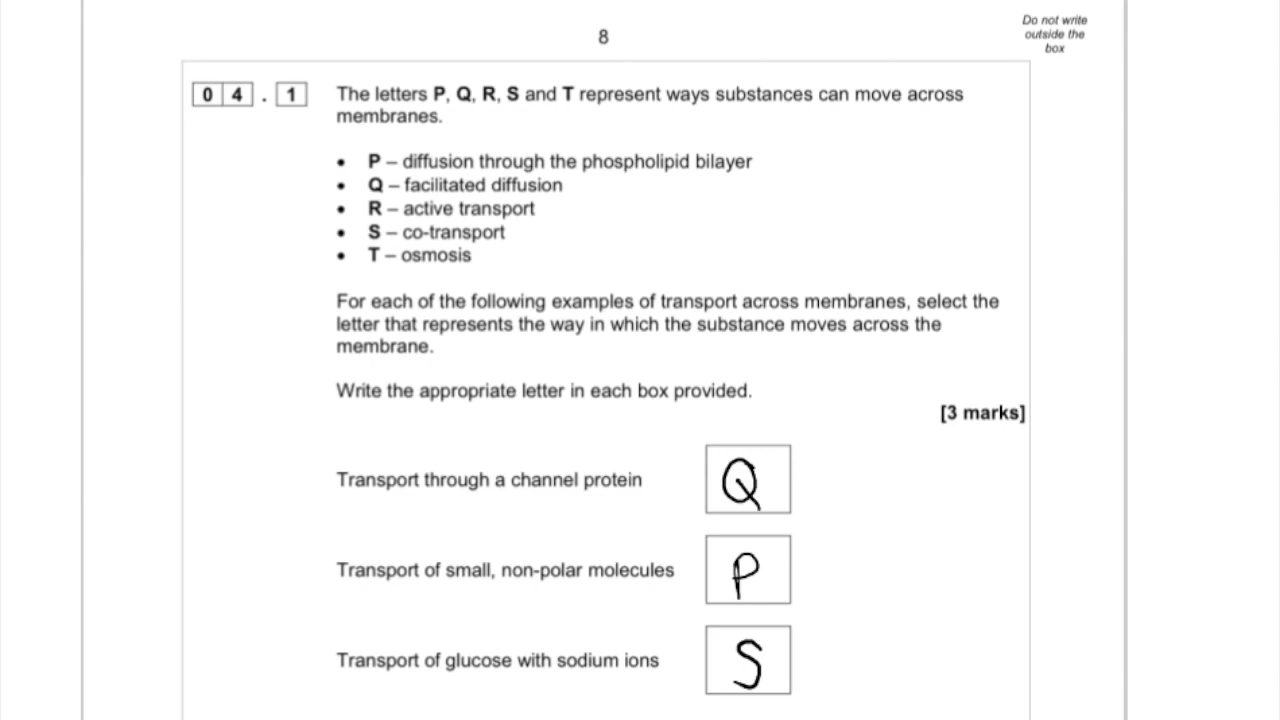 8
Do not write
outside the
box
0 4 . 1 The letters P, Q, R, S and T represent ways substances can move across
membranes.
• P – diffusion through the phospholipid bilayer
• Q – facilitated diffusion
• R – active transport
• S – co-transport
• T – osmosis
For each of the following examples of transport across membranes, select the
letter that represents the way in which the substance moves across the
membrane.
Write the appropriate letter in each box provided.
[3 marks]
Transport through a channel protein Q
Transport of small, non-polar molecules P
Transport of glucose with sodium ions S